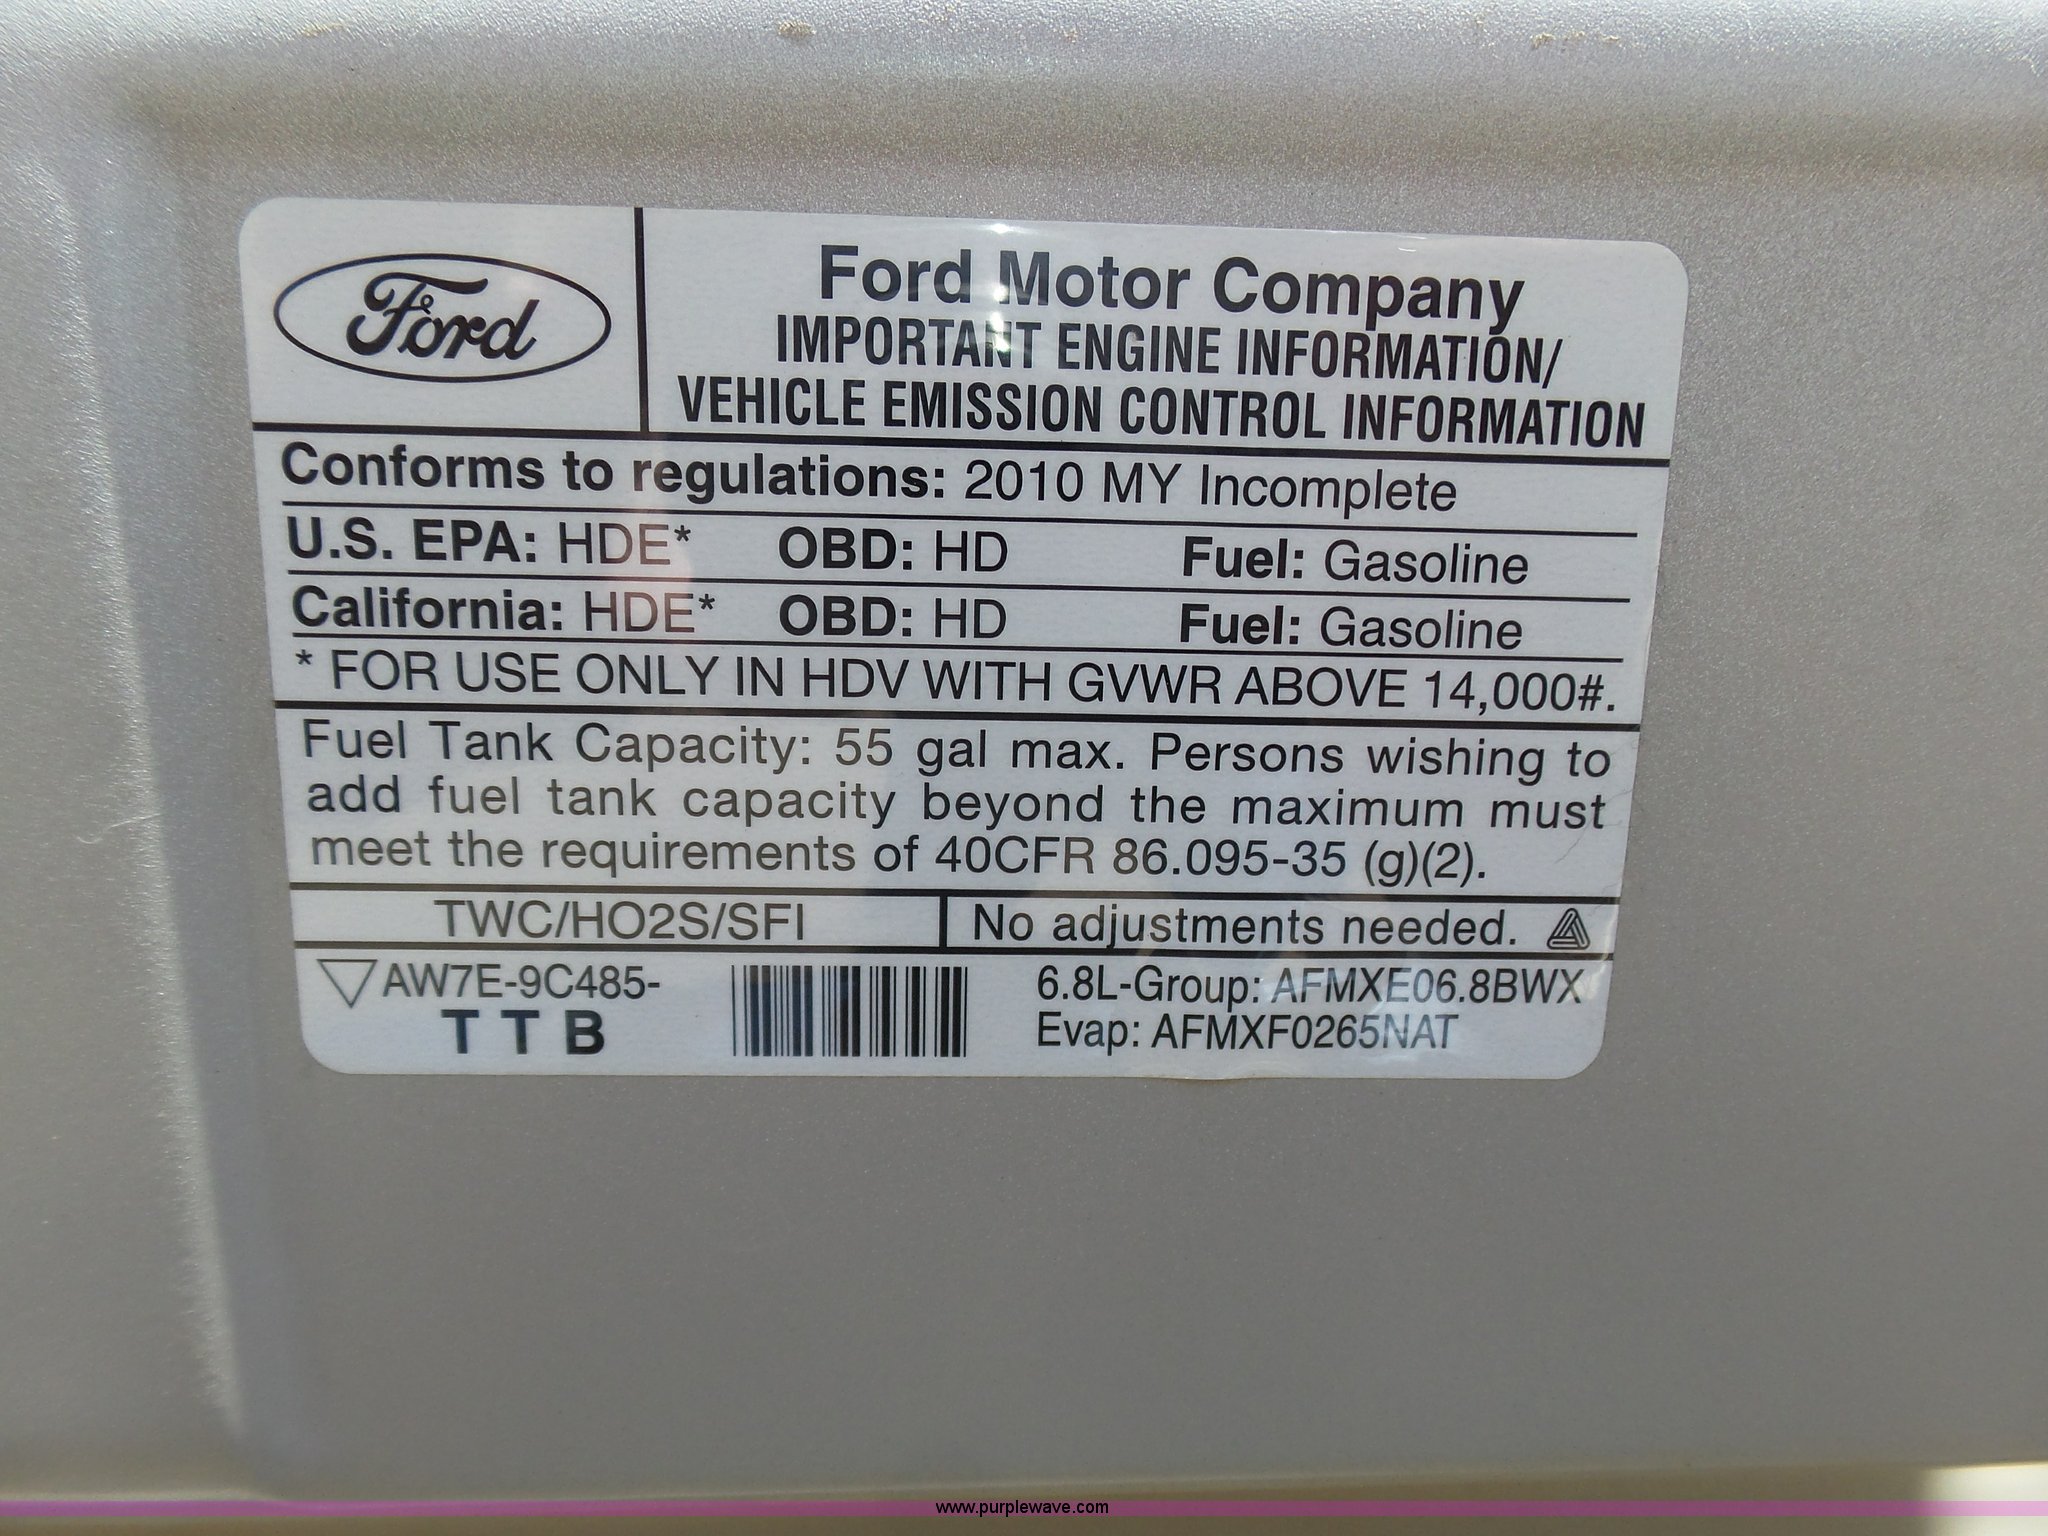 Ford
Ford Motor Company
IMPORTANT ENGINE INFORMATION/
VEHICLE EMISSION CONTROL INFORMATION
Conforms to regulations: 2010 MY Incomplete
U.S. EPA: HDE* OBD: HD Fuel: Gasoline
California: HDE* OBD: HD Fuel: Gasoline
* FOR USE ONLY IN HDV WITH GVWR ABOVE 14,000#.
Fuel Tank Capacity: 55 gal max. Persons wishing to
add fuel tank capacity beyond the maximum must
meet the requirements of 40CFR 86.095-35 (g)(2).
TWC/HO2S/SFI No adjustments needed.
AW7E-9C485- 6.8L-Group: AFMXE06.8BWX
TTB Evap: AFMXF0265NAT
www.purplewave.com